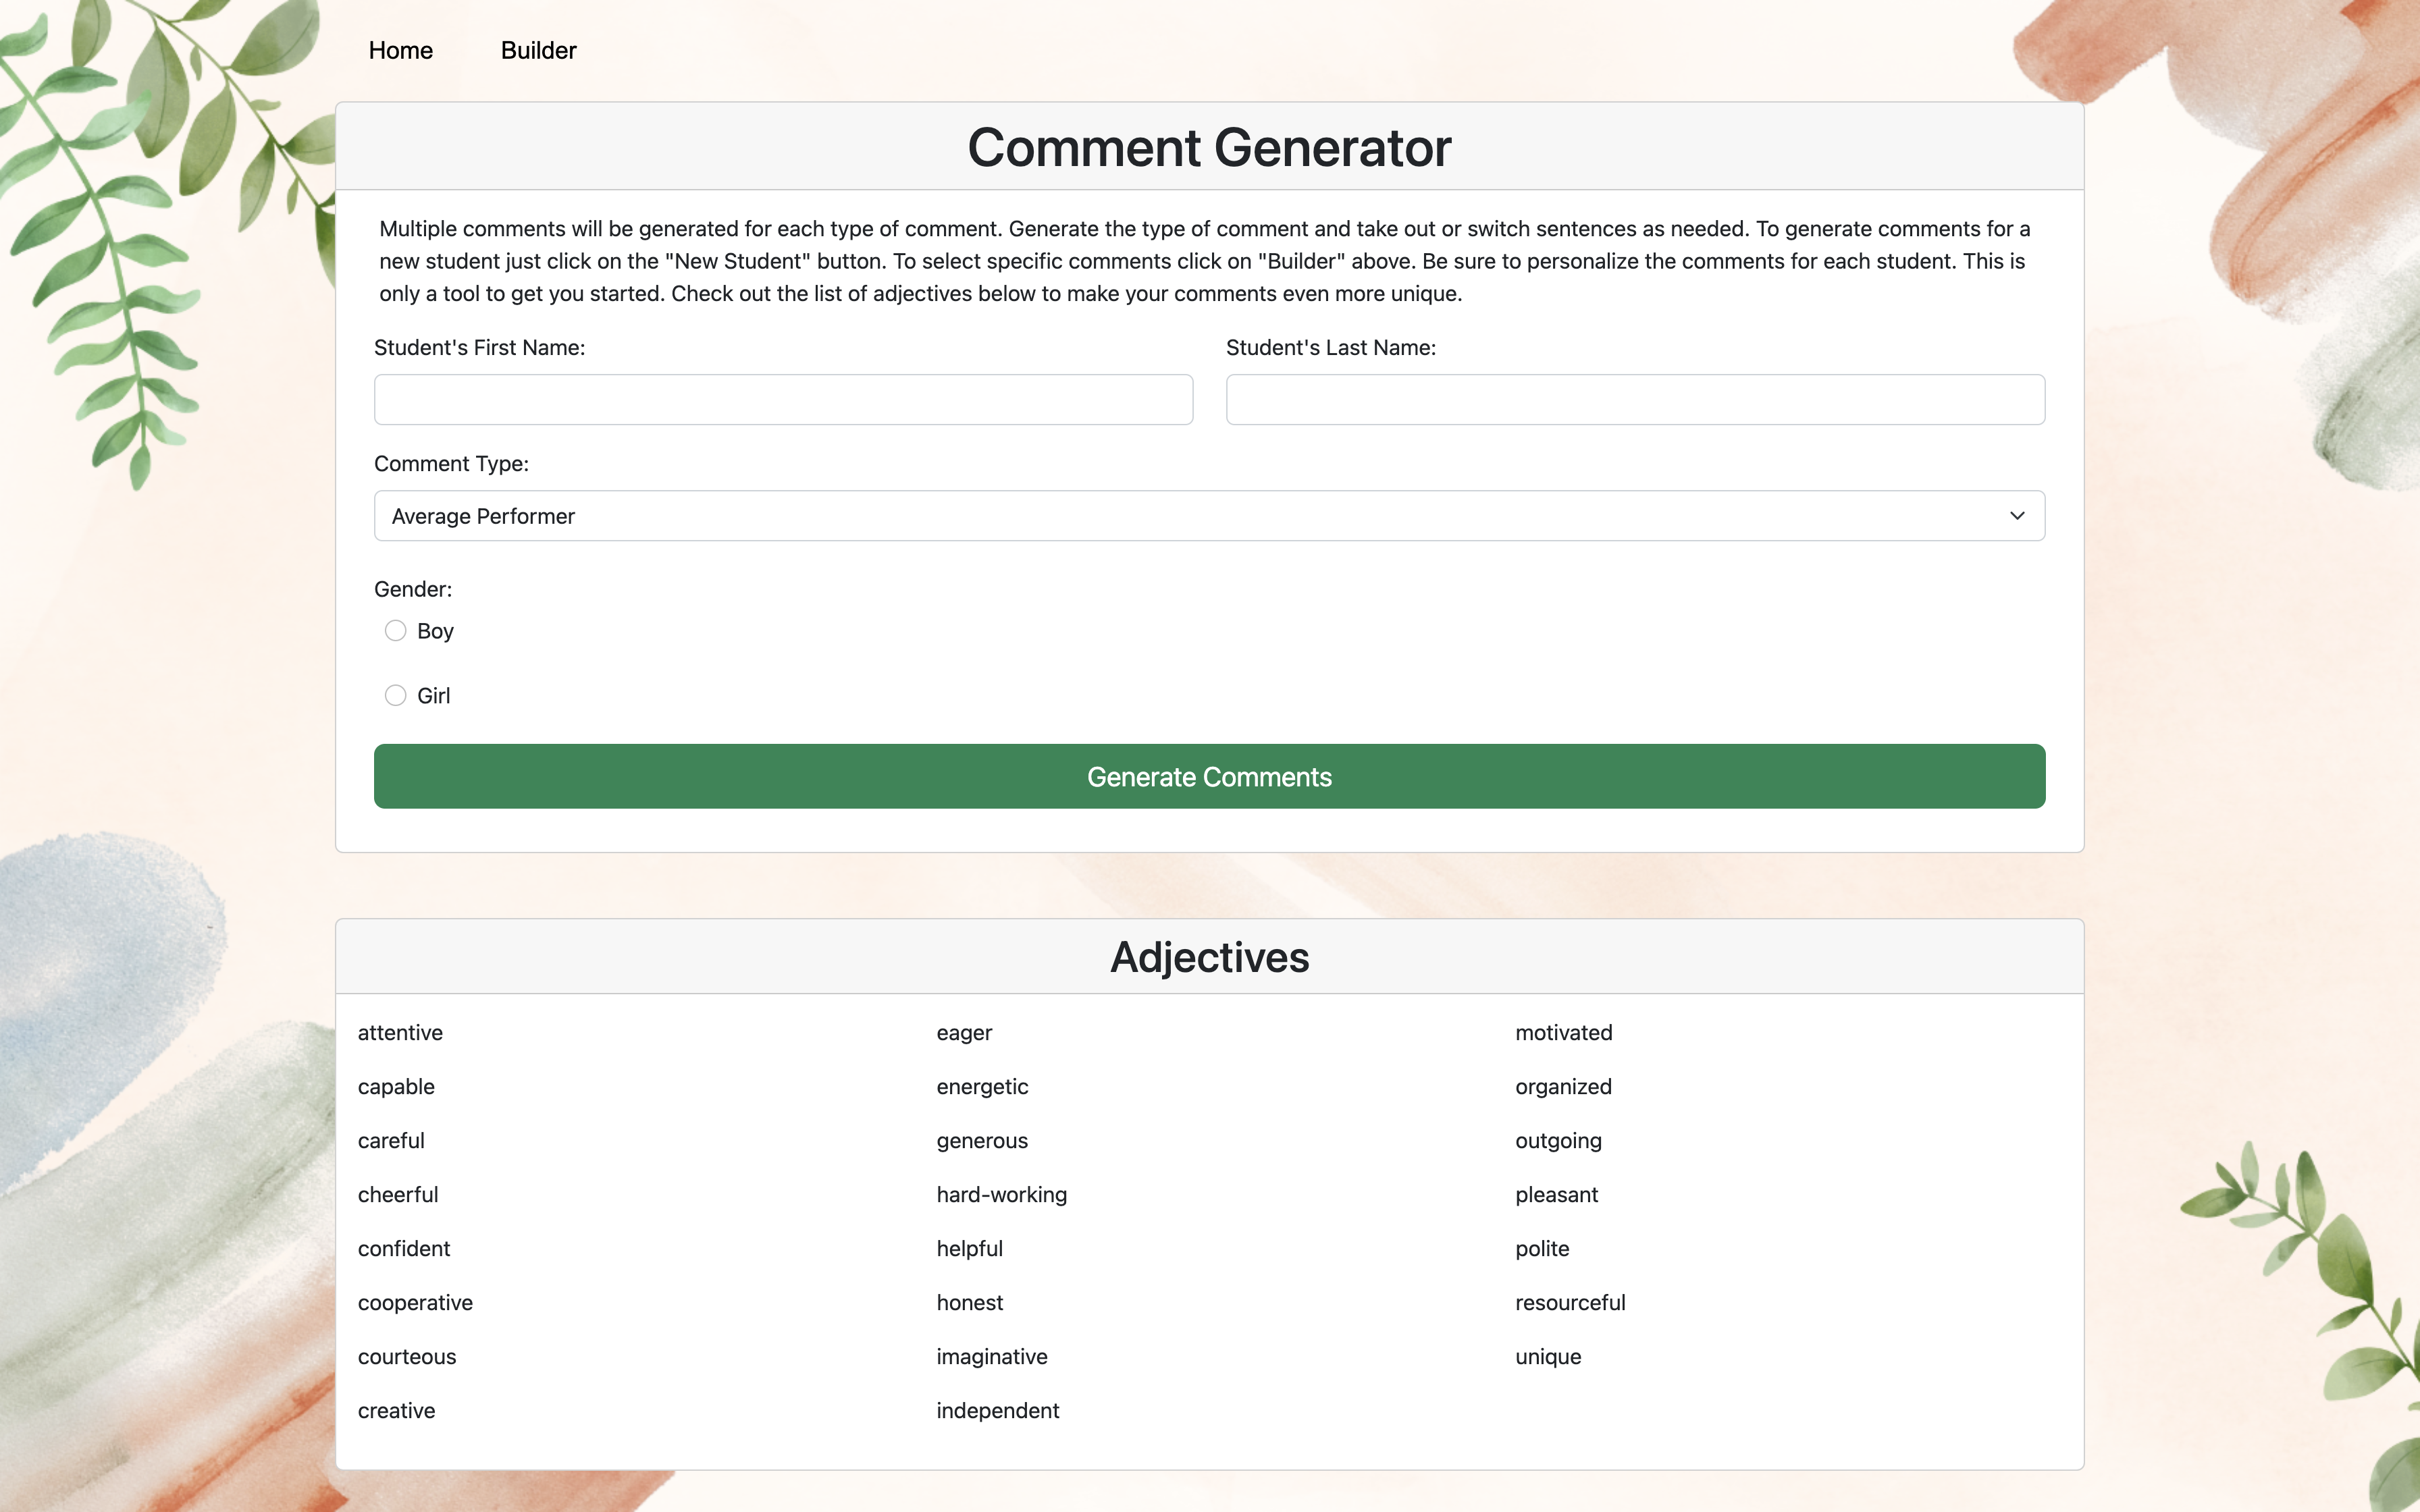 Home Builder
Comment Generator
Multiple comments will be generated for each type of comment. Generate the type of comment and take out or switch sentences as needed. To generate comments for a
new student just click on the "New Student" button. To select specific comments click on "Builder" above. Be sure to personalize the comments for each student. This is
only a tool to get you started. Check out the list of adjectives below to make your comments even more unique.
Student's First Name: Student's Last Name:
Comment Type:
Average Performer
Gender:
Boy
Girl
Generate Comments
Adjectives
attentive eager motivated
capable energetic organized
careful generous outgoing
cheerful hard-working pleasant
confident helpful polite
cooperative honest resourceful
courteous imaginative unique
creative independent